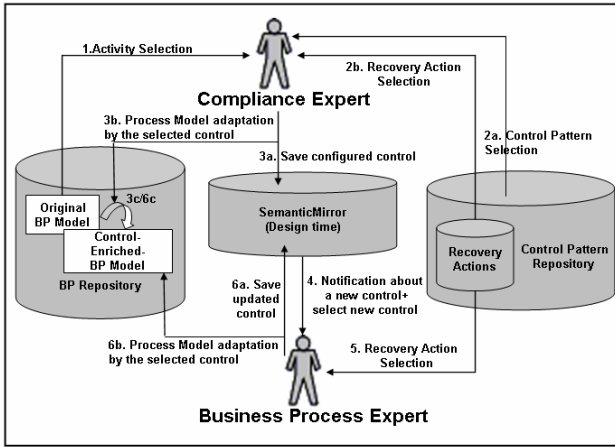 1.Activity Selection
2b. Recovery Action
Selection
Compliance Expert
3b. Process Model adaptation
by the selected control
2a. Control Pattern
Selection
3a. Save configured control
3c/6c
Original
BP Model
SemanticMirror
(Design time)
Control-
Enriched-
BP Model
Recovery
Actions
Control Pattern
Repository
BP Repository
6a. Save
updated
control
4. Notification about
a new control+
select new control
6b. Process Model adaptation
by the selected control
5. Recovery Action
Selection
Business Process Expert